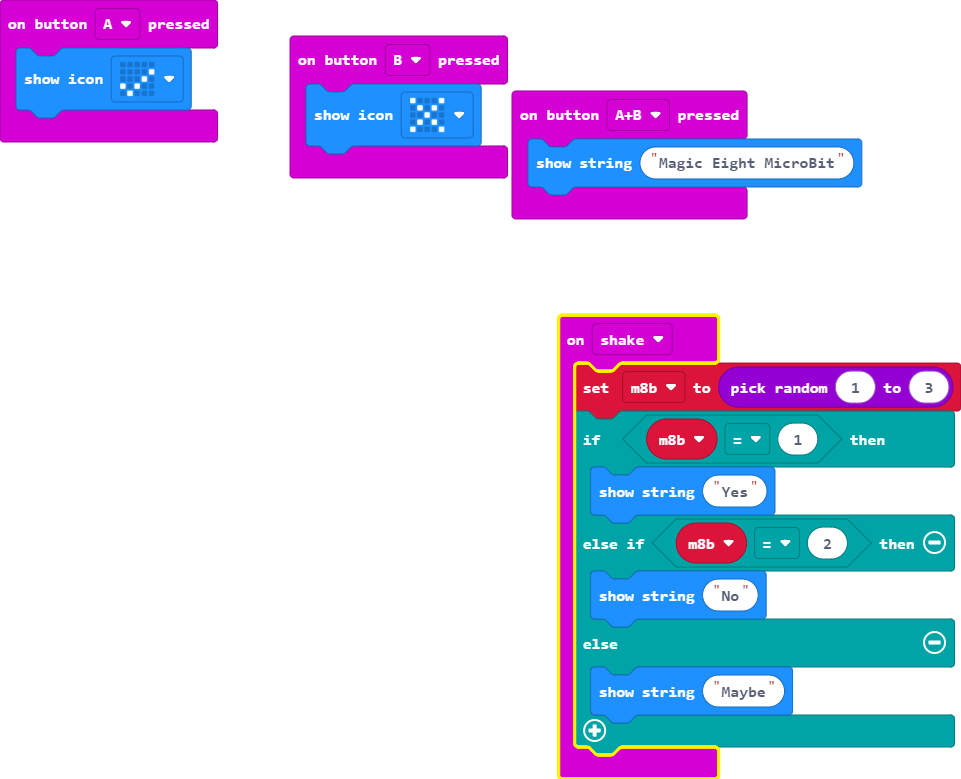 on button A pressed
show icon
on button B pressed
show icon
on button A+B pressed
show string "Magic Eight MicroBit"
on shake
set m8b to pick random 1 to 3
if m8b = 1 then
show string "Yes"
else if m8b = 2 then
show string "No"
else
show string "Maybe"